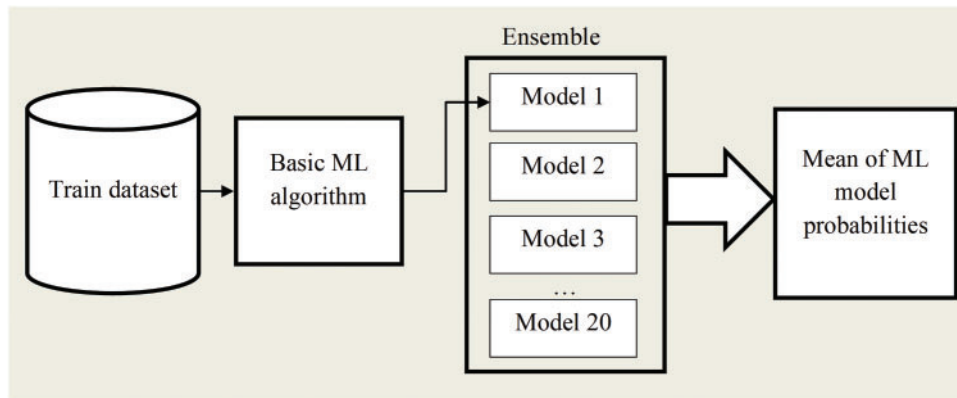 Train dataset
Basic ML
algorithm
Ensemble
Model 1
Model 2
Model 3
...
Model 20
Mean of ML
model
probabilities